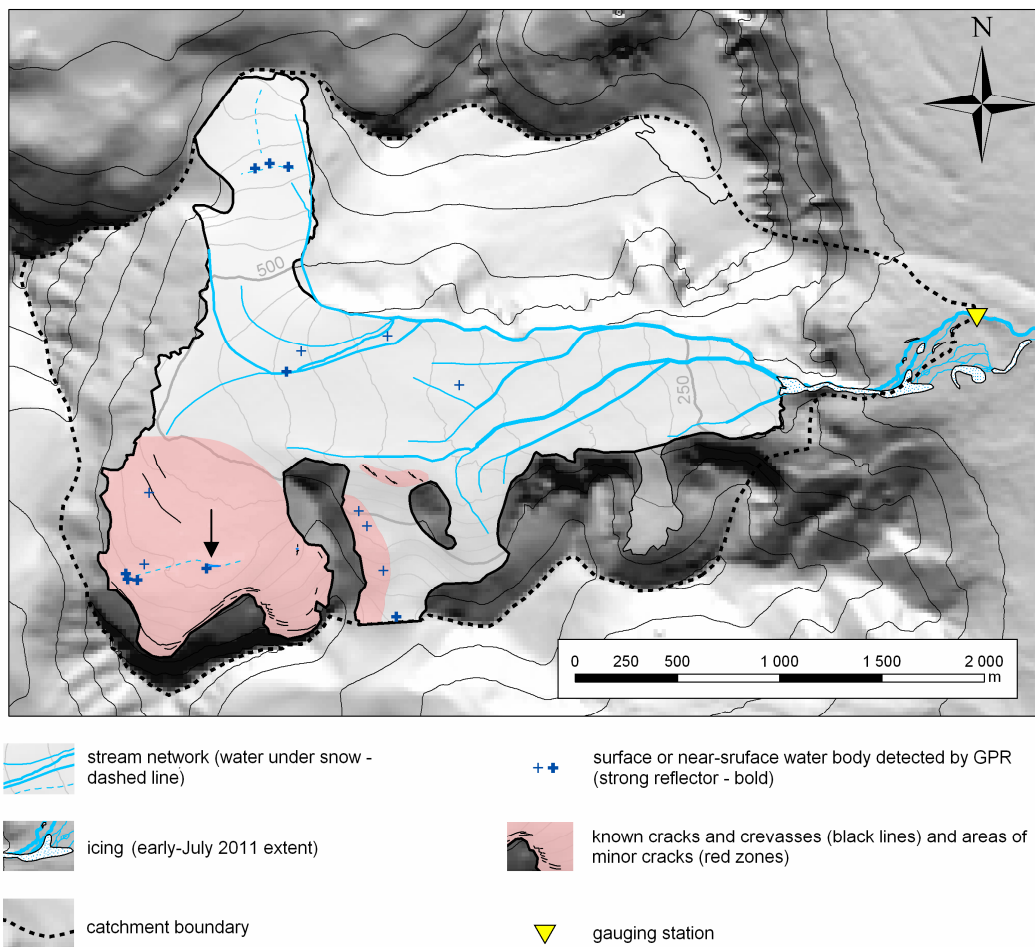 N
500
250
0 250 500 1 000 1 500 2 000
m
stream network (water under snow -
dashed line)
surface or near-sruface water body detected by GPR
(strong reflector - bold)
icing (early-July 2011 extent)
known cracks and crevasses (black lines) and areas of
minor cracks (red zones)
catchment boundary
gauging station